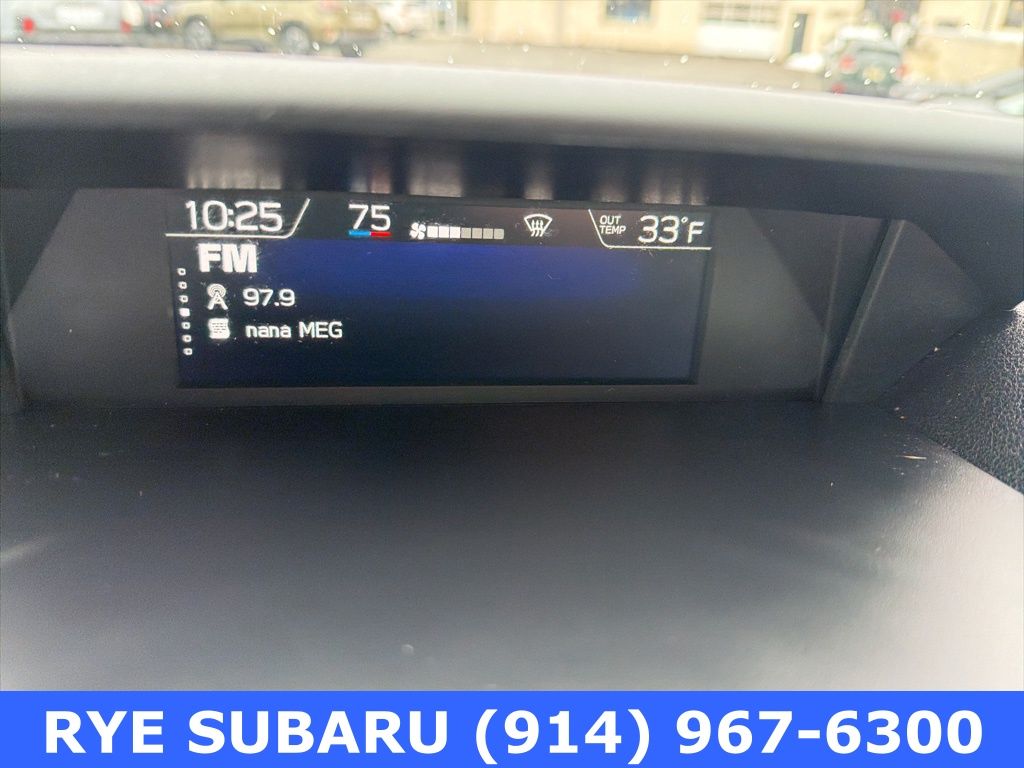 10:25 75 OUT TEMP 33°F
FM
97.9
nana MEG
RYE SUBARU (914) 967-6300